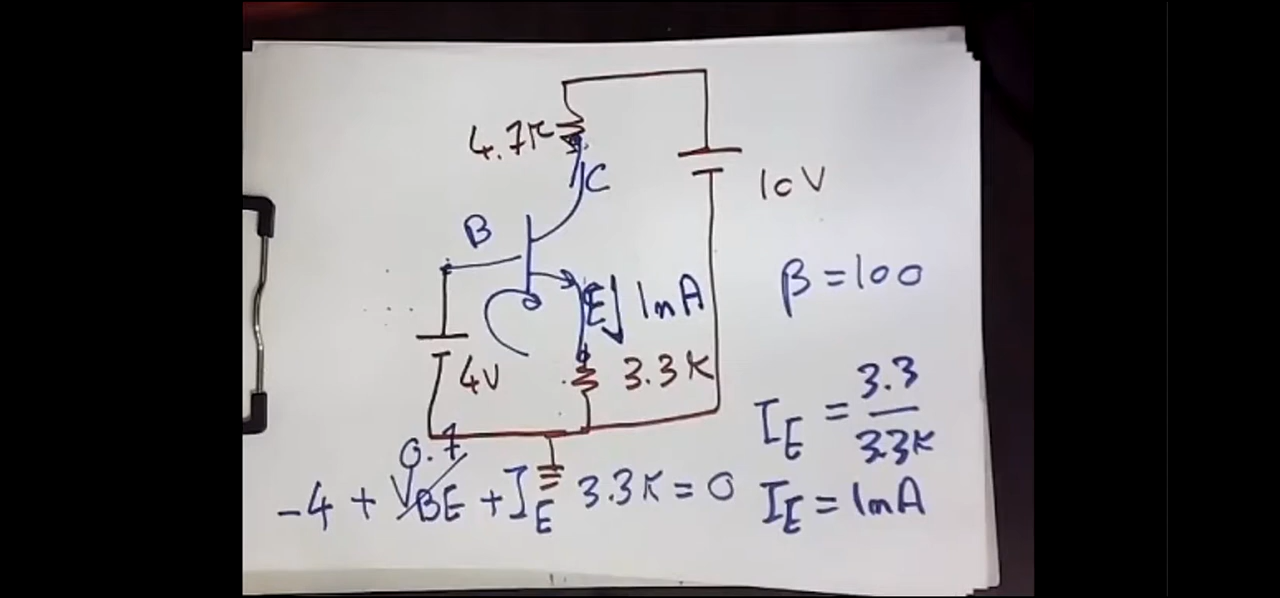 4.7K
C
10V
B
β = 100
E 1mA
4V
3.3K
I_E = 3.3 / 3.3K
0.7
-4 + V_BE + I_E 3.3K = 0
I_E = 1mA